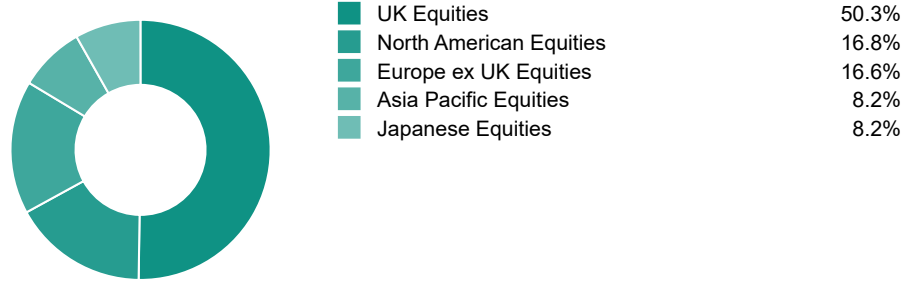 UK Equities 50.3%
North American Equities 16.8%
Europe ex UK Equities 16.6%
Asia Pacific Equities 8.2%
Japanese Equities 8.2%